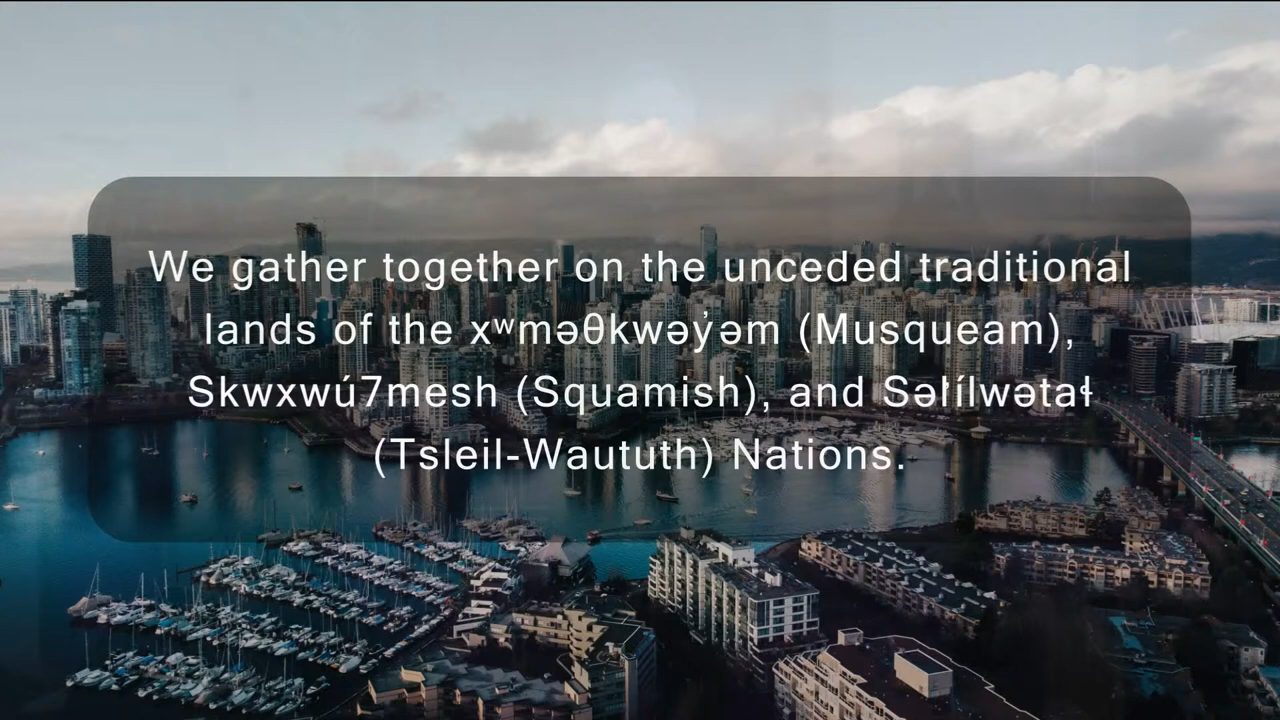 We gather together on the unceded traditional
lands of the xʷməθkwəy̓əm (Musqueam),
Skwxwú7mesh (Squamish), and Səl̓ílwətaɬ
(Tsleil-Waututh) Nations.